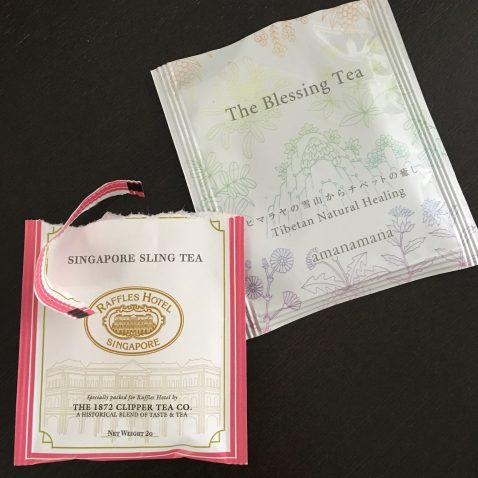 The Blessing Tea
ヒマラヤの雪山からチベットの癒し
Tibetan Natural Healing
amanamana
SINGAPORE SLING TEA
RAFFLES HOTEL
SINGAPORE
Specially packed for Raffles Hotel by
THE 1872 CLIPPER TEA CO.
A HISTORICAL BLEND OF TASTE & TEA
NET WEIGHT 2G